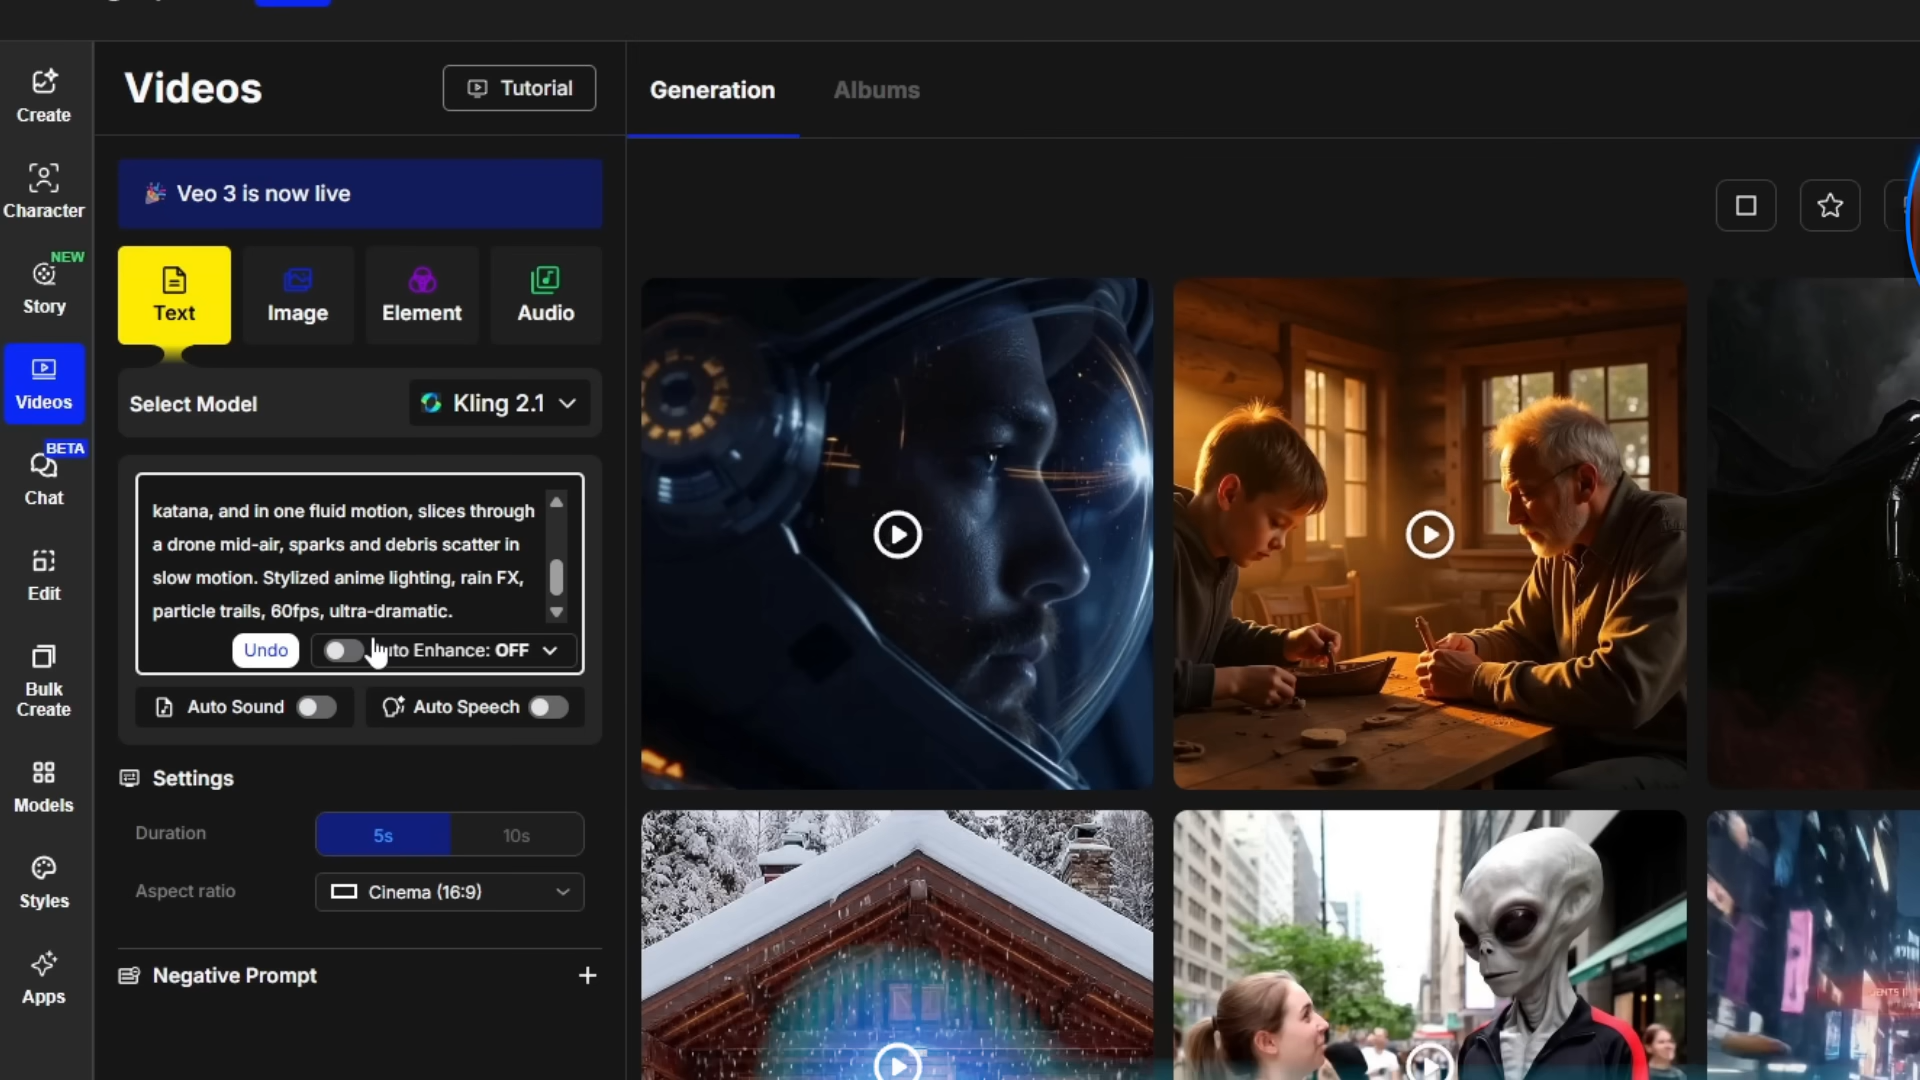 Create
Character
NEW
Story
Videos
BETA
Chat
Edit
Bulk
Create
Models
Styles
Apps
Videos
Tutorial
Veo 3 is now live
Text
Image
Element
Audio
Select Model
Kling 2.1
katana, and in one fluid motion, slices through
a drone mid-air, sparks and debris scatter in
slow motion. Stylized anime lighting, rain FX,
particle trails, 60fps, ultra-dramatic.
Undo
uto Enhance: OFF
Auto Sound
Auto Speech
Settings
Duration
5s
10s
Aspect ratio
Cinema (16:9)
Negative Prompt
Generation
Albums